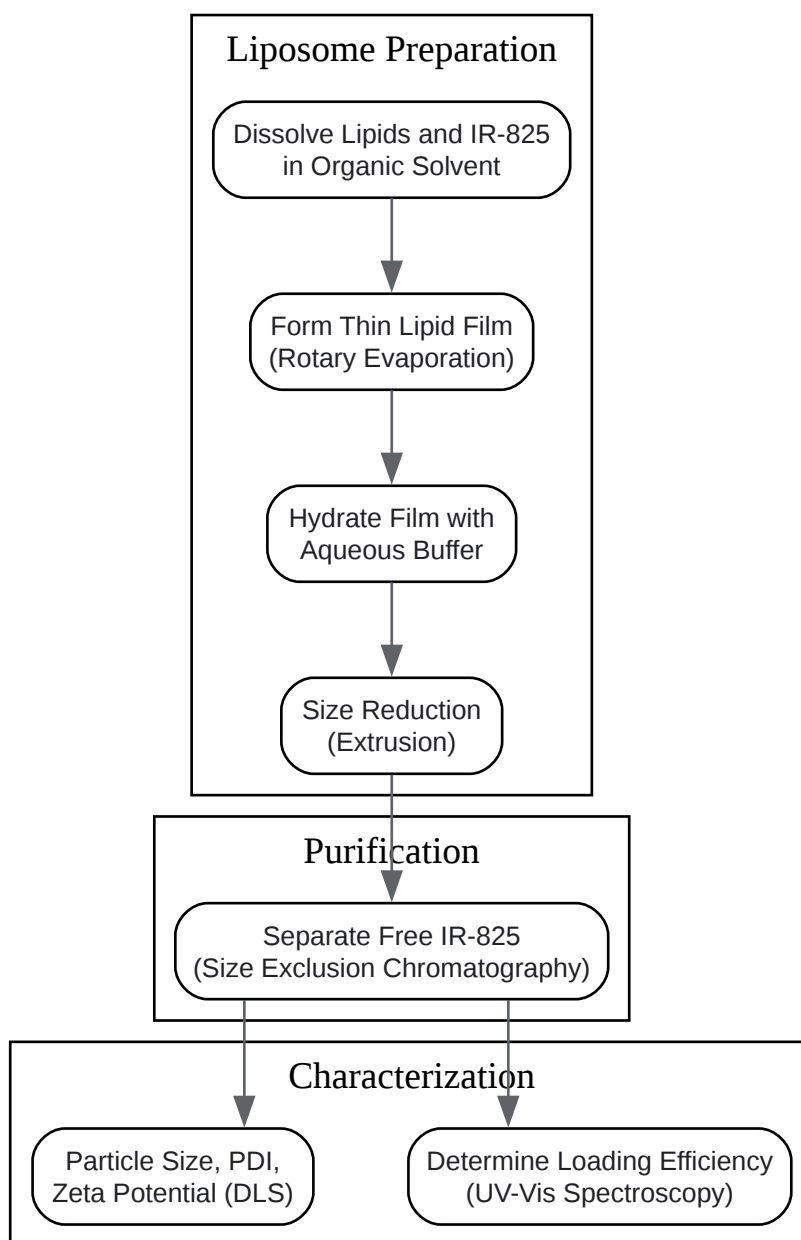 Liposome Preparation
Dissolve Lipids and IR-825
in Organic Solvent
Form Thin Lipid Film
(Rotary Evaporation)
Hydrate Film with
Aqueous Buffer
Size Reduction
(Extrusion)
Purification
Separate Free IR-825
(Size Exclusion Chromatography)
Characterization
Particle Size, PDI,
Zeta Potential (DLS)
Determine Loading Efficiency
(UV-Vis Spectroscopy)